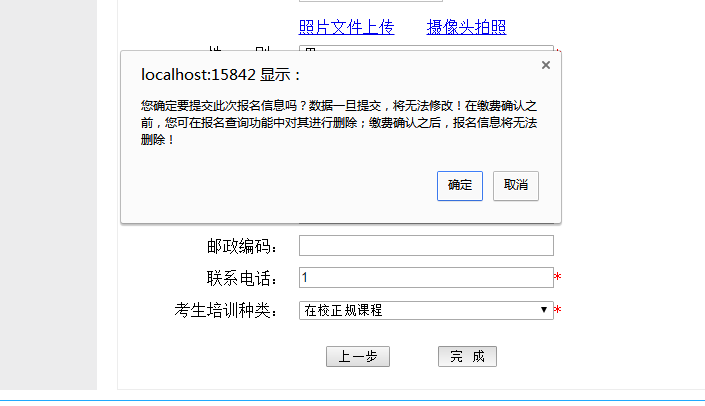 照片文件上传 摄像头拍照
localhost:15842 显示：
您确定要提交此次报名信息吗？数据一旦提交，将无法修改！在缴费确认之
前，您可在报名查询功能中对其进行删除；缴费确认之后，报名信息将无法
删除！
确定 取消
邮政编码：
联系电话： 1 *
考生培训种类： 在校正规课程 *
上一步 完 成